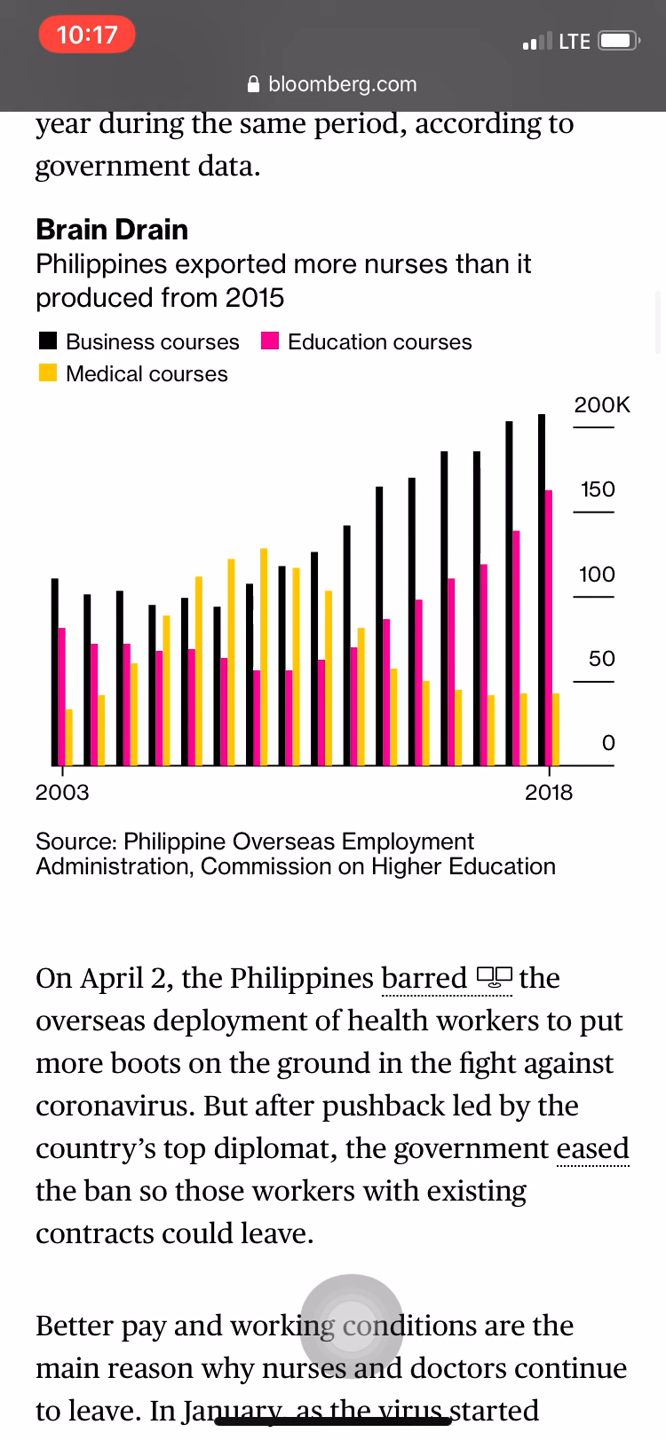 10:17
LTE
bloomberg.com
year during the same period, according to
government data.
Brain Drain
Philippines exported more nurses than it
produced from 2015
Business courses Education courses
Medical courses
200K
150
100
50
0
2003 2018
Source: Philippine Overseas Employment
Administration, Commission on Higher Education
On April 2, the Philippines barred the
overseas deployment of health workers to put
more boots on the ground in the fight against
coronavirus. But after pushback led by the
country’s top diplomat, the government eased
the ban so those workers with existing
contracts could leave.
Better pay and working conditions are the
main reason why nurses and doctors continue
to leave. In January, as the virus started